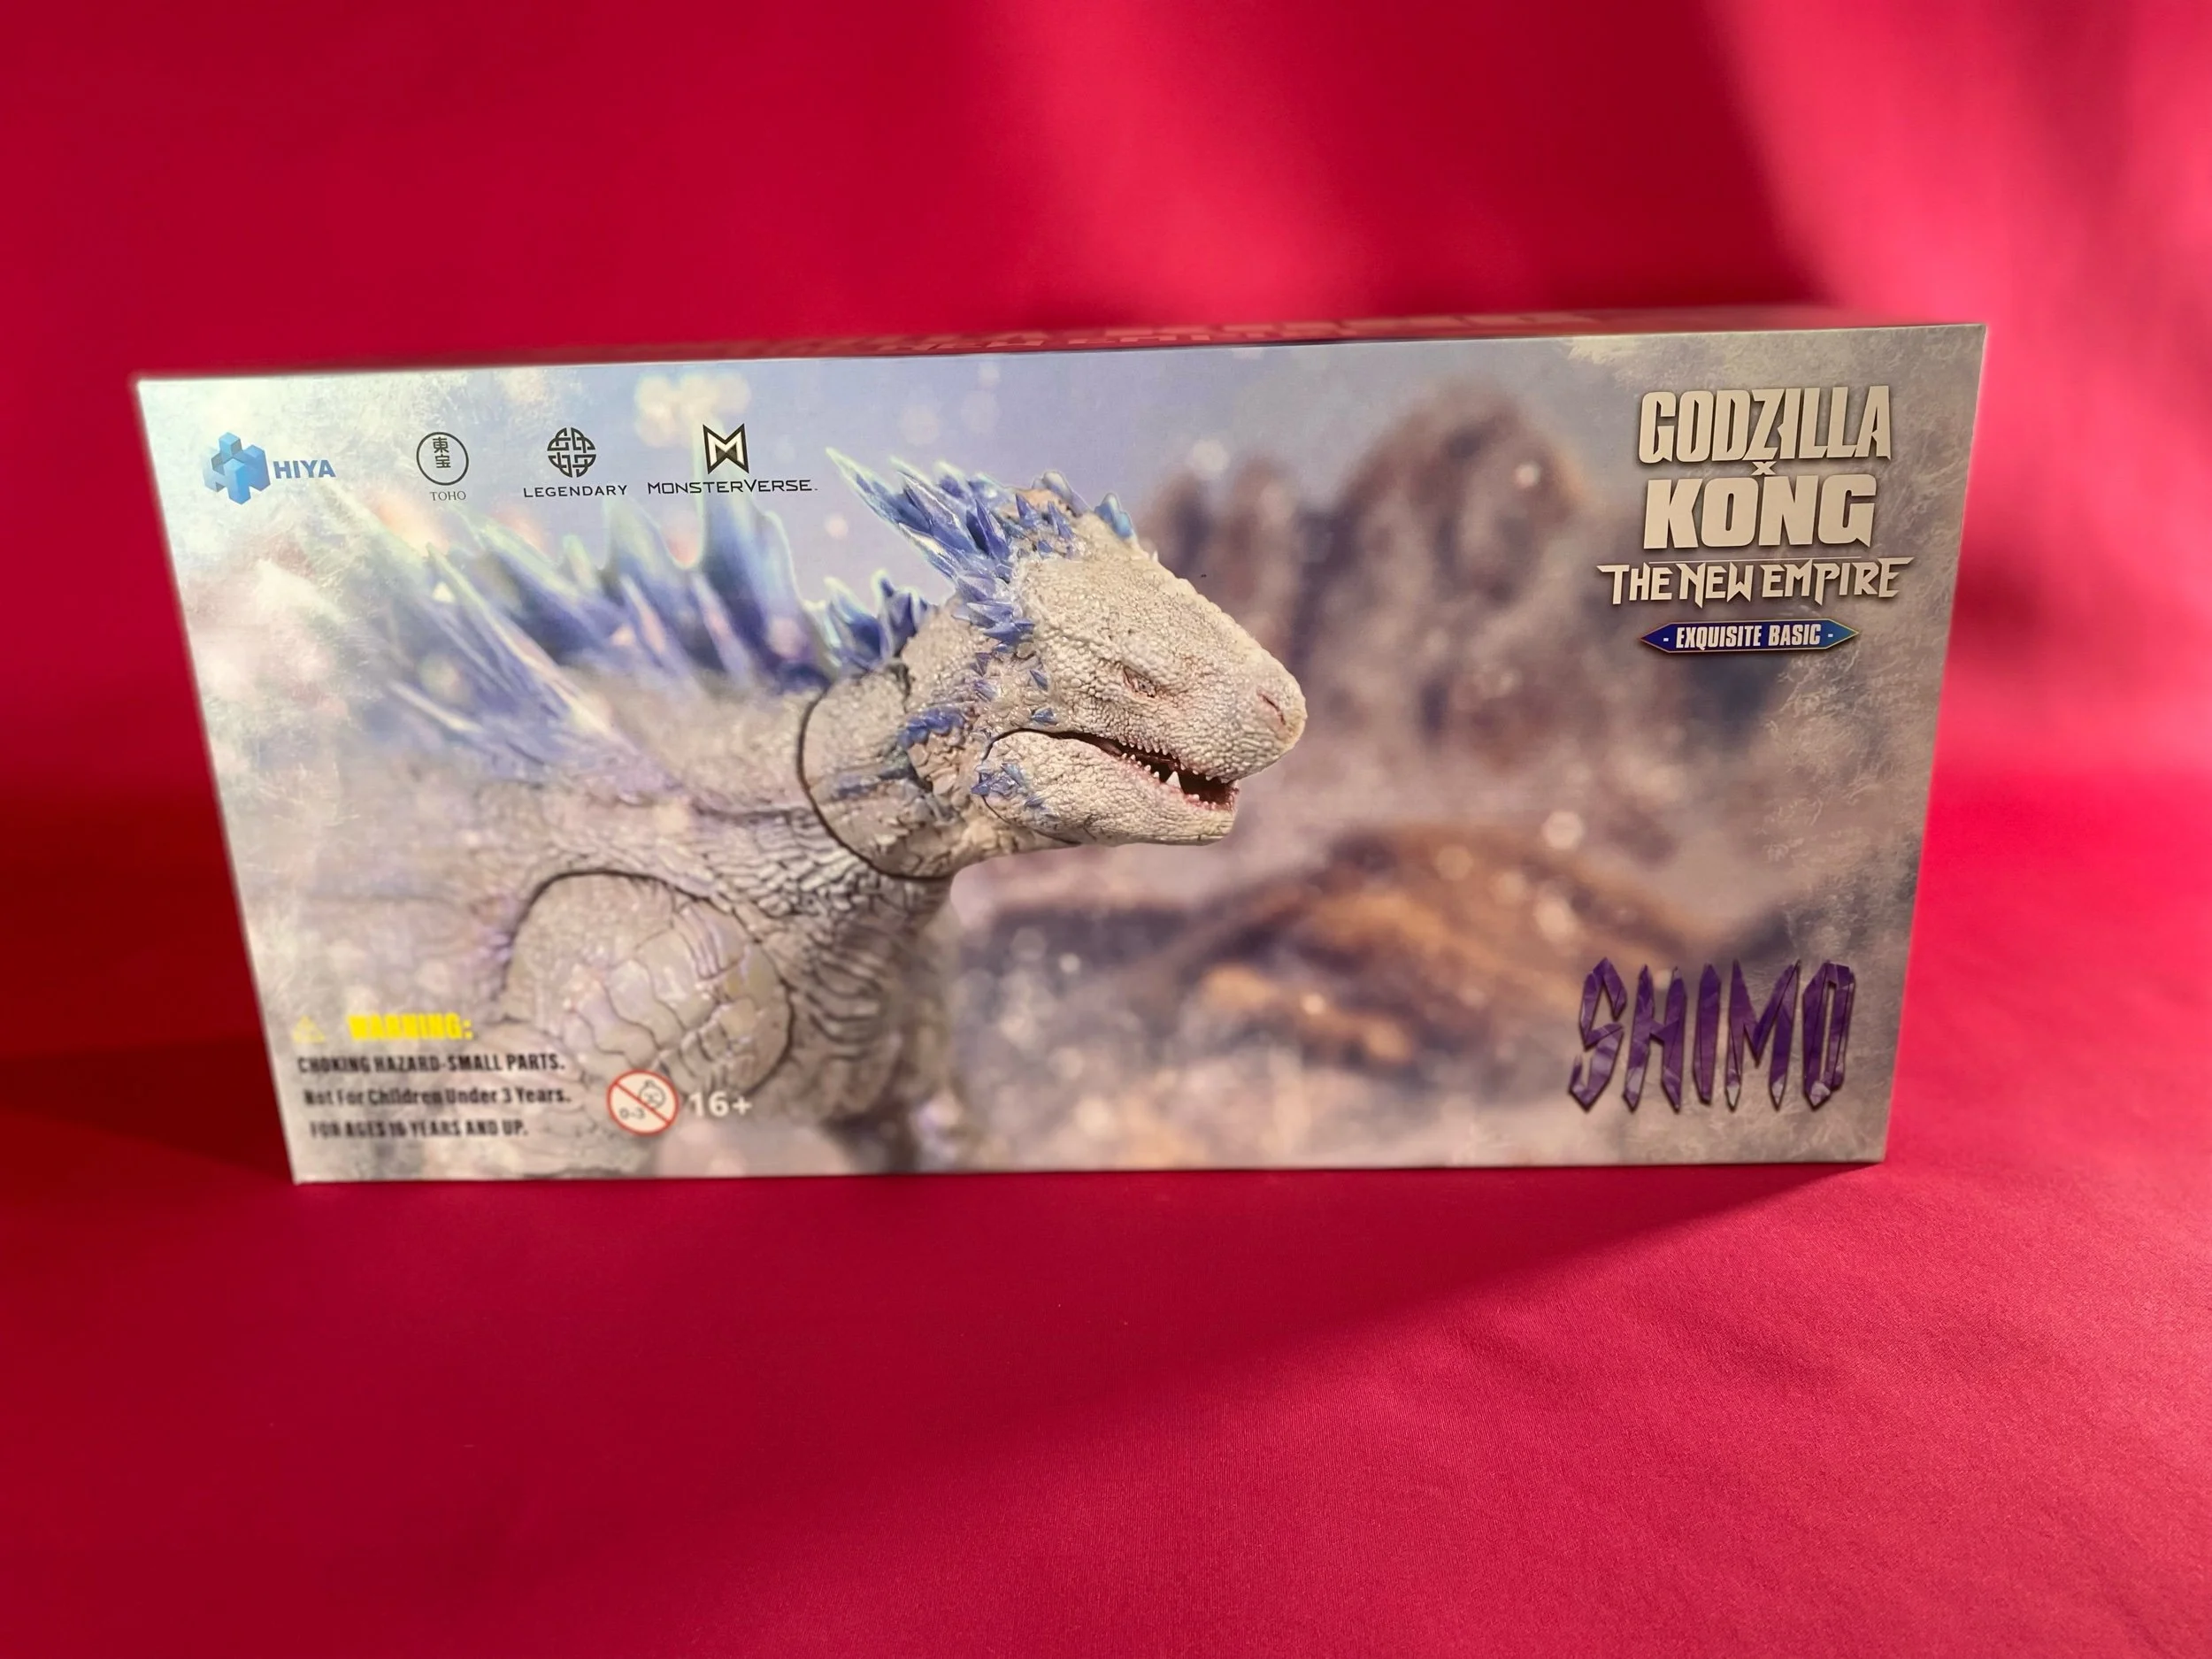 HIYA
東
宝
TOHO
LEGENDARY
MONSTERVERSE.
GODZILLA
x
KONG
THE NEW EMPIRE
- EXQUISITE BASIC -
SHIMO
WARNING:
CHOKING HAZARD-SMALL PARTS.
Not For Children Under 3 Years.
FOR AGES 16 YEARS AND UP.
0-3
16+